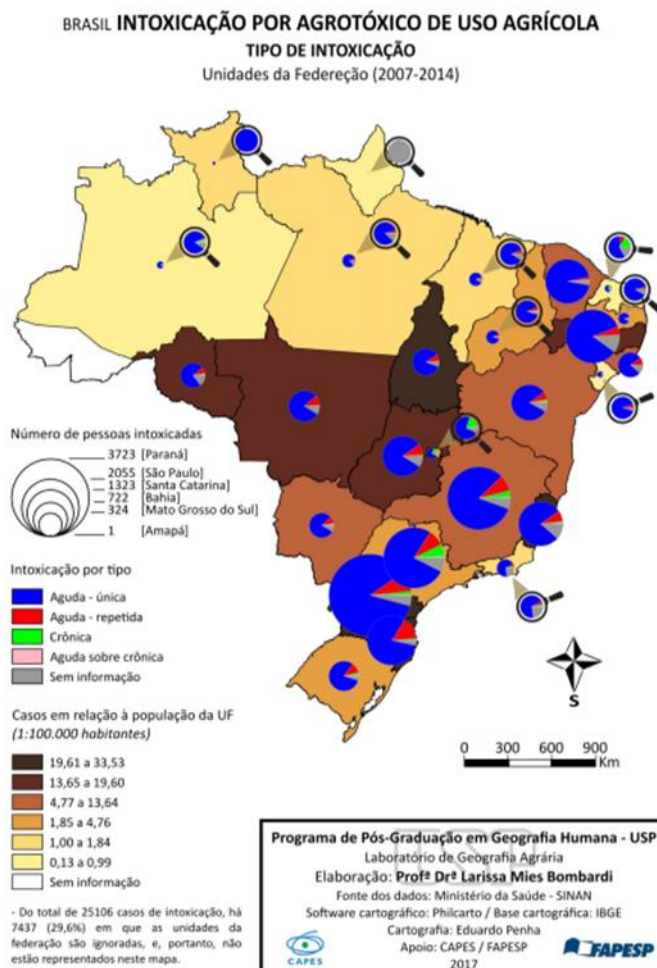 BRASIL INTOXICAÇÃO POR AGROTÓXICO DE USO AGRÍCOLA
TIPO DE INTOXICAÇÃO
Unidades da Federeção (2007-2014)
Número de pessoas intoxicadas
3723 [Paraná]
2055 [São Paulo]
1323 [Santa Catarina]
722 [Bahia]
324 [Mato Grosso do Sul]
1 [Amapá]
Intoxicação por tipo
Aguda - única
Aguda - repetida
Crônica
Aguda sobre crônica
Sem informação
Casos em relação à população da UF
(1:100.000 habitantes)
19,61 a 33,53
13,65 a 19,60
4,77 a 13,64
1,85 a 4,76
1,00 a 1,84
0,13 a 0,99
Sem informação
- Do total de 25106 casos de intoxicação, há
7437 (29,6%) em que as unidades da
federação são ignoradas, e, portanto, não
estão representados neste mapa.
S
0 300 600 900
Km
USP
Programa de Pós-Graduação em Geografia Humana - USP
Laboratório de Geografia Agrária
Elaboração: Profª Drª Larissa Mies Bombardi
Fonte dos dados: Ministério da Saúde - SINAN
Software cartográfico: Philcarto / Base cartográfica: IBGE
Cartografia: Eduardo Penha
Apoio: CAPES / FAPESP
2017
CAPES
FAPESP